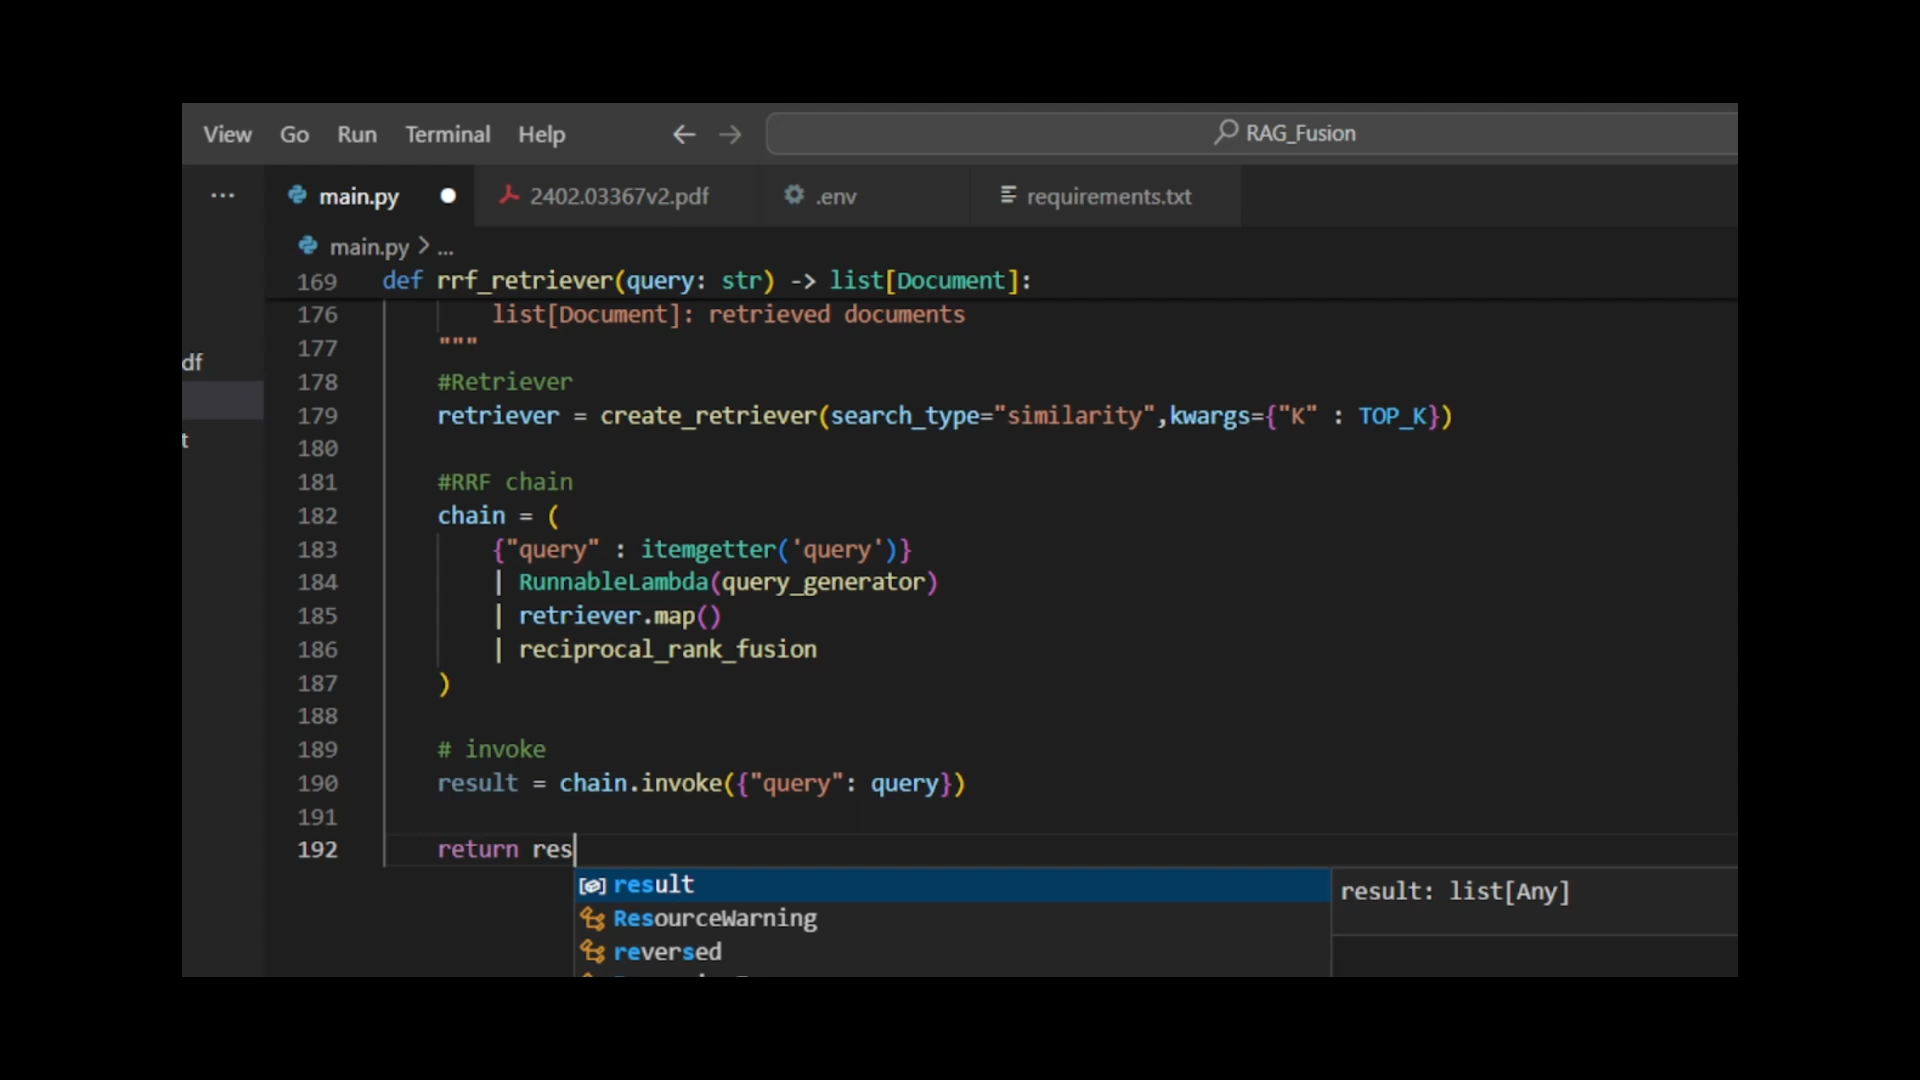 View Go Run Terminal Help RAG_Fusion
main.py 2402.03367v2.pdf .env requirements.txt
main.py > ...
169 def rrf_retriever(query: str) -> list[Document]:
176 list[Document]: retrieved documents
177 """
df
178 #Retriever
179 retriever = create_retriever(search_type="similarity",kwargs={"K" : TOP_K})
t
180
181 #RRF chain
182 chain = (
183 {"query" : itemgetter('query')}
184 | RunnableLambda(query_generator)
185 | retriever.map()
186 | reciprocal_rank_fusion
187 )
188
189 # invoke
190 result = chain.invoke({"query": query})
191
192 return res
result result: list[Any]
ResourceWarning
reversed